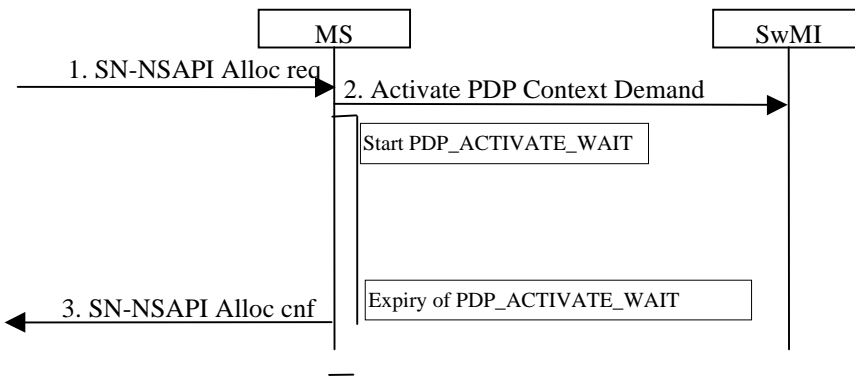 MS
SwMI
1. SN-NSAPI Alloc req
2. Activate PDP Context Demand
Start PDP_ACTIVATE_WAIT
Expiry of PDP_ACTIVATE_WAIT
3. SN-NSAPI Alloc cnf